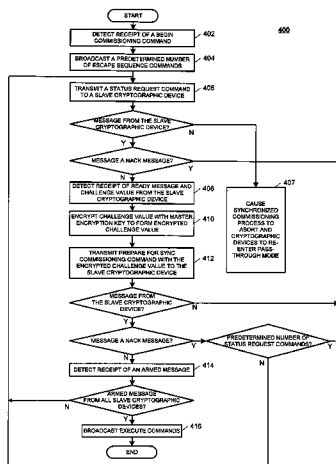 START
400
DETECT RECEIPT OF A BEGIN
COMMISSIONING COMMAND
402
BROADCAST A PREDETERMINED NUMBER
OF ESCAPE SEQUENCE COMMANDS
404
TRANSMIT A STATUS REQUEST COMMAND
TO A SLAVE CRYPTOGRAPHIC DEVICE
406
MESSAGE FROM THE SLAVE
CRYPTOGRAPHIC DEVICE?
N
Y
MESSAGE A NACK MESSAGE?
Y
N
DETECT RECEIPT OF READY MESSAGE AND
CHALLENGE VALUE FROM THE SLAVE
CRYPTOGRAPHIC DEVICE
408
CAUSE
SYNCHRONIZED
COMMISSIONING
PROCESS TO
ABORT AND
CRYPTOGRAPHIC
DEVICES TO RE-
ENTER PASS-
THROUGH MODE
407
ENCRYPT CHALLENGE VALUE WITH MASTER
ENCRYPTION KEY TO FORM ENCRYPTED
CHALLENGE VALUE
410
TRANSMIT PREPARE FOR SYNC
COMMISSIONING COMMAND WITH THE
ENCRYPTED CHALLENGE VALUE TO THE
SLAVE CRYPTOGRAPHIC DEVICE
412
MESSAGE FROM
THE SLAVE CRYPTOGRAPHIC
DEVICE?
N
Y
MESSAGE A NACK MESSAGE?
Y
PREDETERMINED NUMBER OF
STATUS REQUEST COMMANDS?
Y
N
N
DETECT RECEIPT OF AN ARMED MESSAGE
414
ARMED MESSAGE
FROM ALL SLAVE CRYPTOGRAPHIC
DEVICES?
N
Y
BROADCAST EXECUTE COMMANDS
416
END